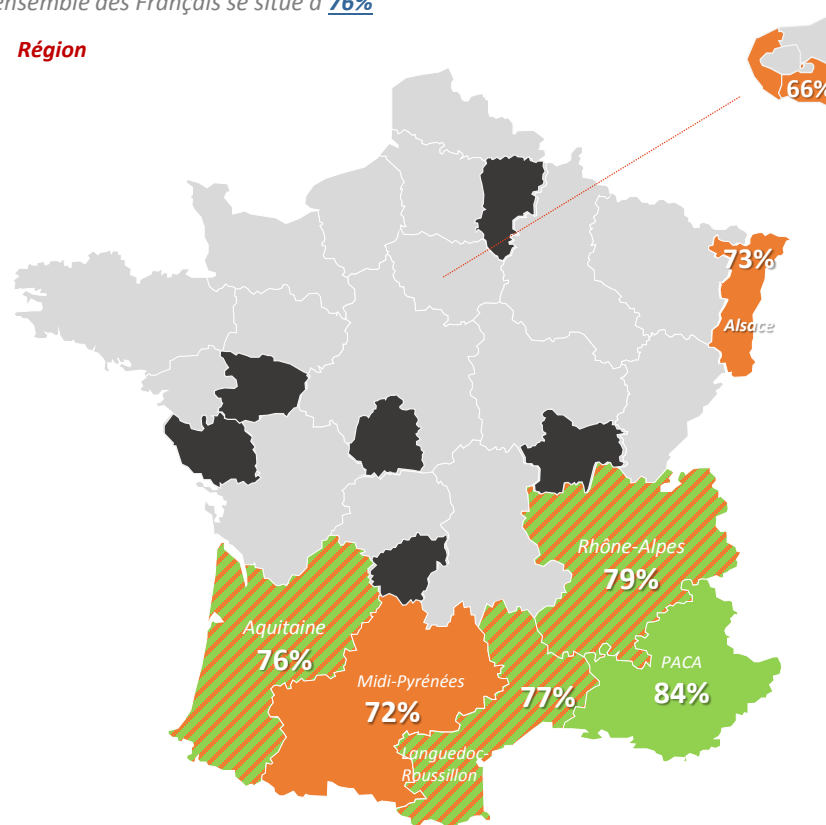 ensemble des Français se situe à 76%
Région
66%
73%
Alsace
Rhône-Alpes
79%
Aquitaine
76%
PACA
84%
Midi-Pyrénées
72%
77%
Languedoc-
Roussillon